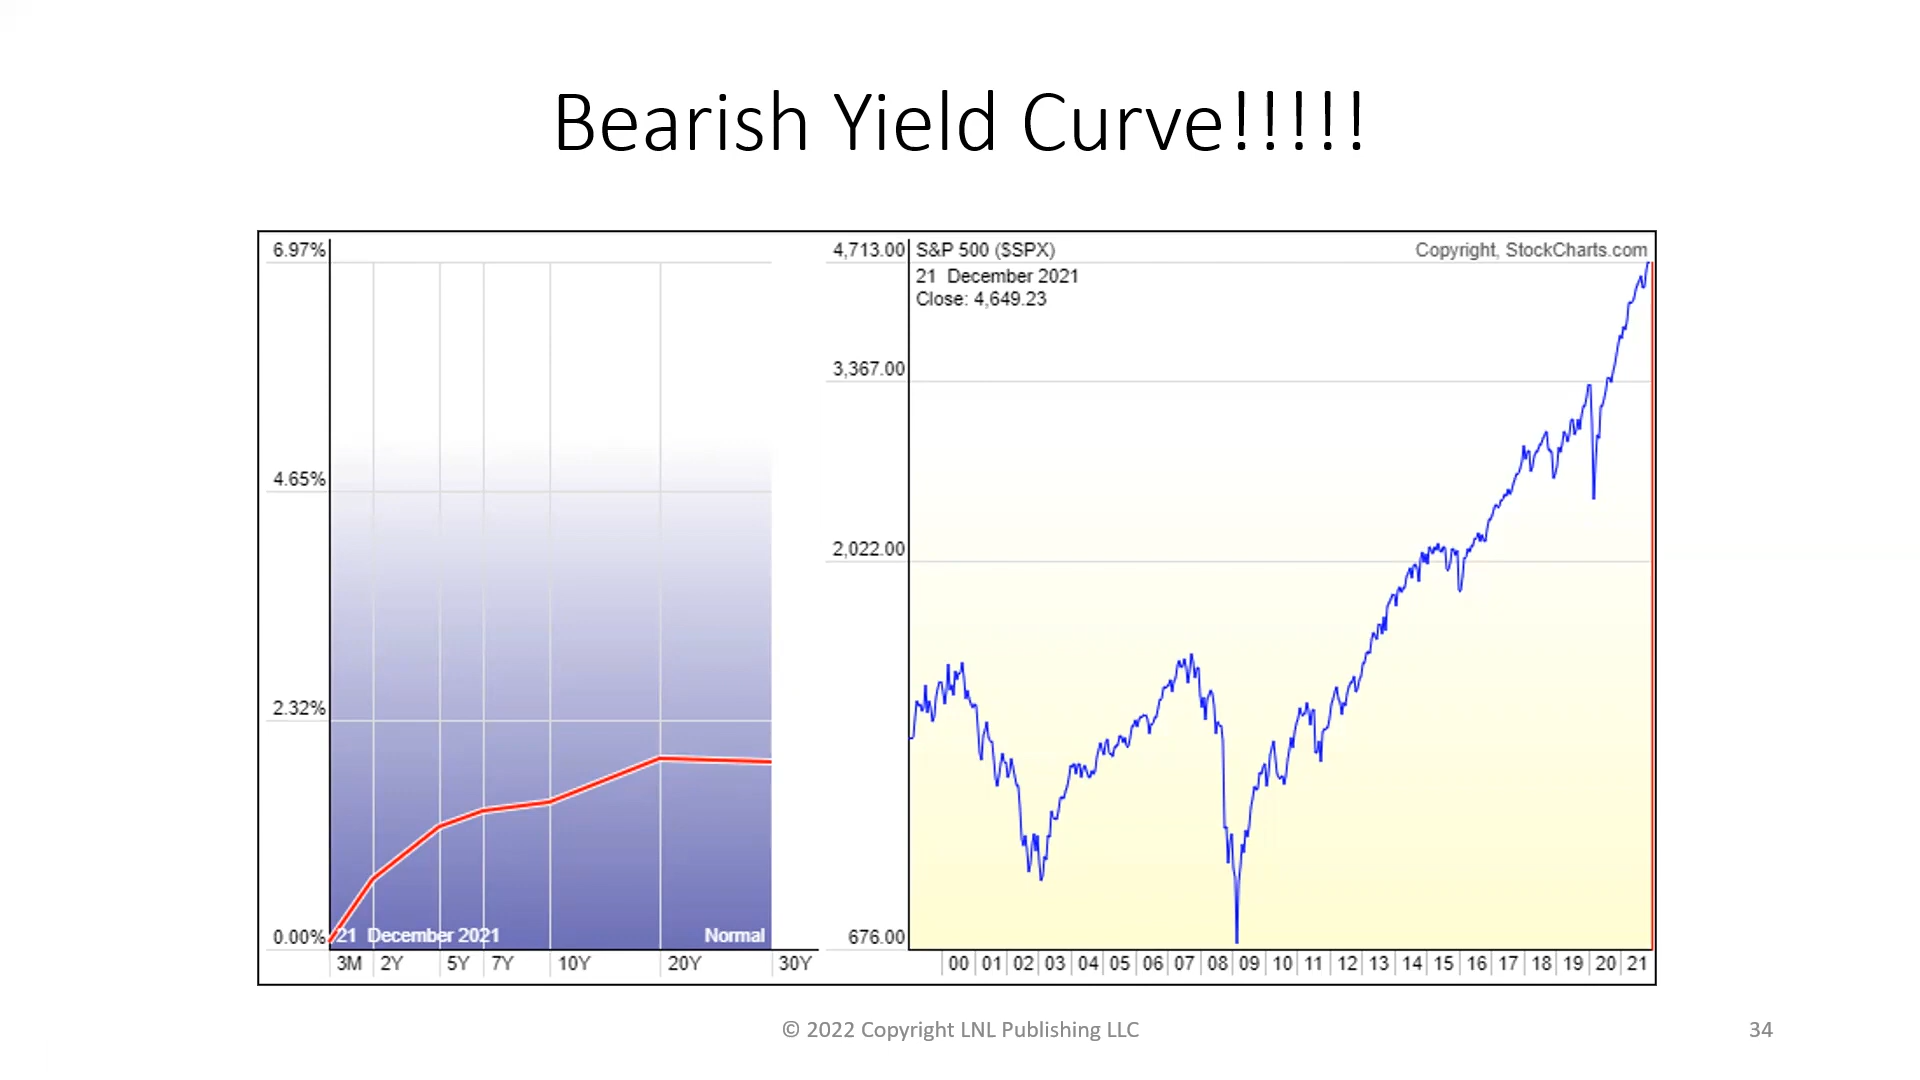 Bearish Yield Curve!!!!!
6.97%
4.65%
2.32%
0.00%
21 December 2021
Normal
3M 2Y 5Y 7Y 10Y 20Y 30Y
4,713.00
3,367.00
2,022.00
676.00
S&P 500 ($SPX)
Copyright, StockCharts.com
21 December 2021
Close: 4,649.23
00 01 02 03 04 05 06 07 08 09 10 11 12 13 14 15 16 17 18 19 20 21
© 2022 Copyright LNL Publishing LLC
34